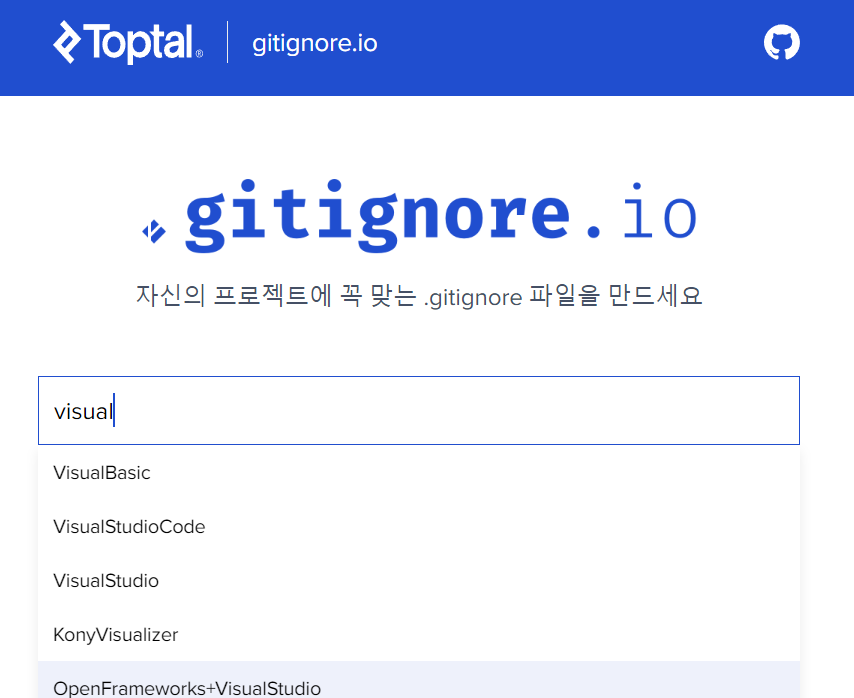 Toptal® gitignore.io
gitignore.io
자신의 프로젝트에 꼭 맞는 .gitignore 파일을 만드세요
visual
VisualBasic
VisualStudioCode
VisualStudio
KonyVisualizer
OpenFrameworks+VisualStudio